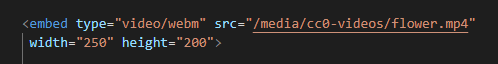 <embed type="video/webm" src="/media/cc0-videos/flower.mp4"
width="250" height="200">